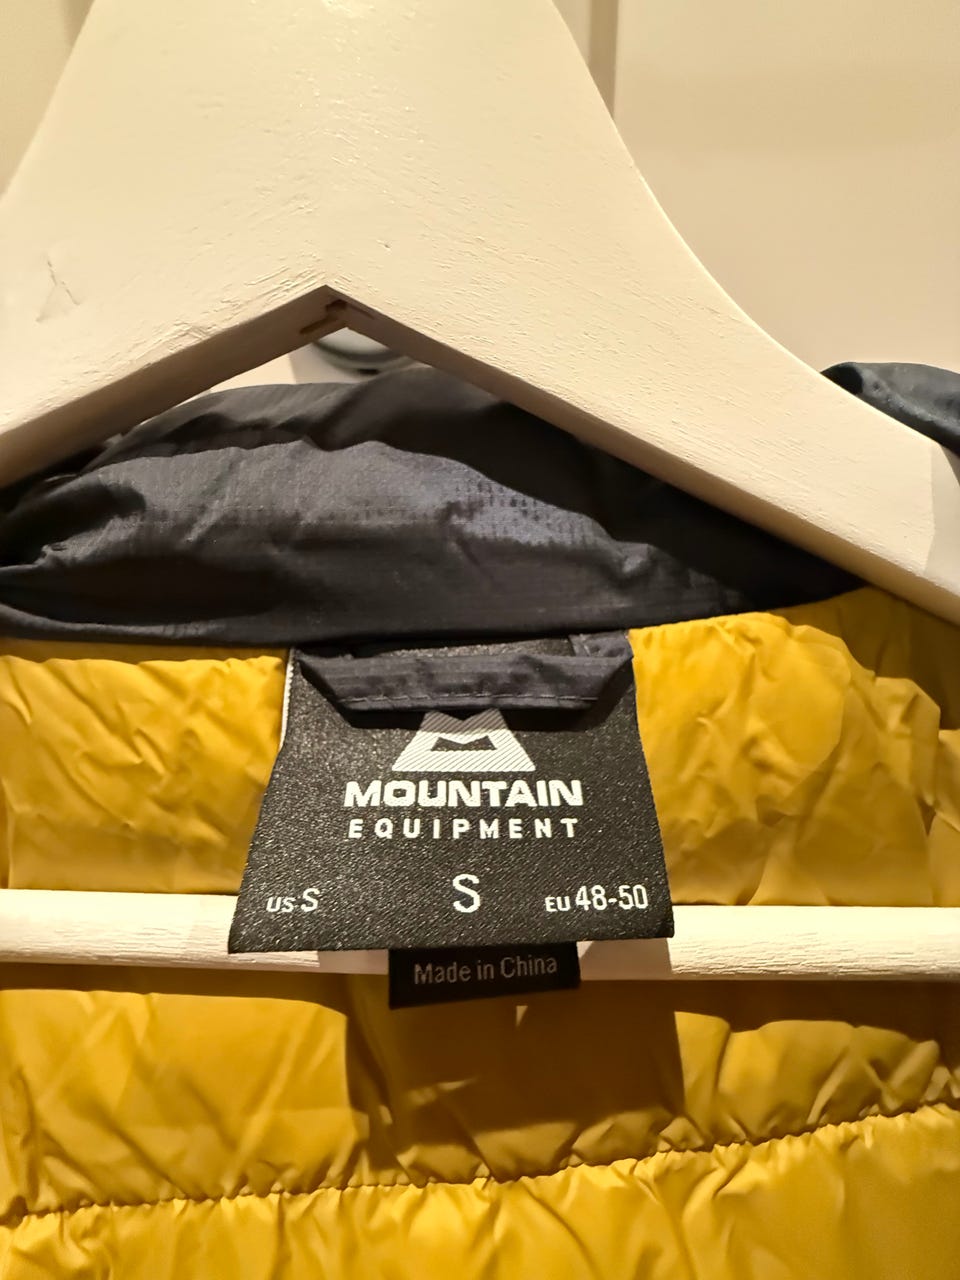 MOUNTAIN
EQUIPMENT
US S S EU 48-50
Made in China